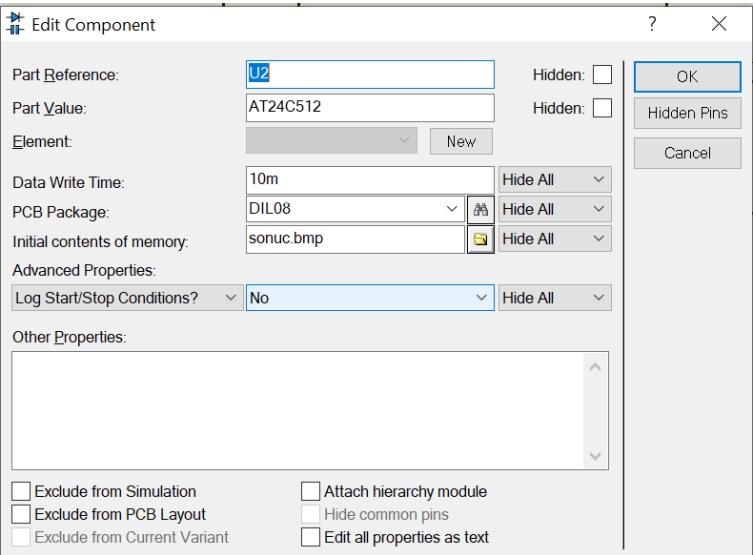 Edit Component
?
Part Reference: U2 Hidden: OK
Part Value: AT24C512 Hidden: Hidden Pins
Element: New Cancel
Data Write Time: 10m Hide All
PCB Package: DIL08 Hide All
Initial contents of memory: sonuc.bmp Hide All
Advanced Properties:
Log Start/Stop Conditions? No Hide All
Other Properties:
Exclude from Simulation Attach hierarchy module
Exclude from PCB Layout Hide common pins
Exclude from Current Variant Edit all properties as text